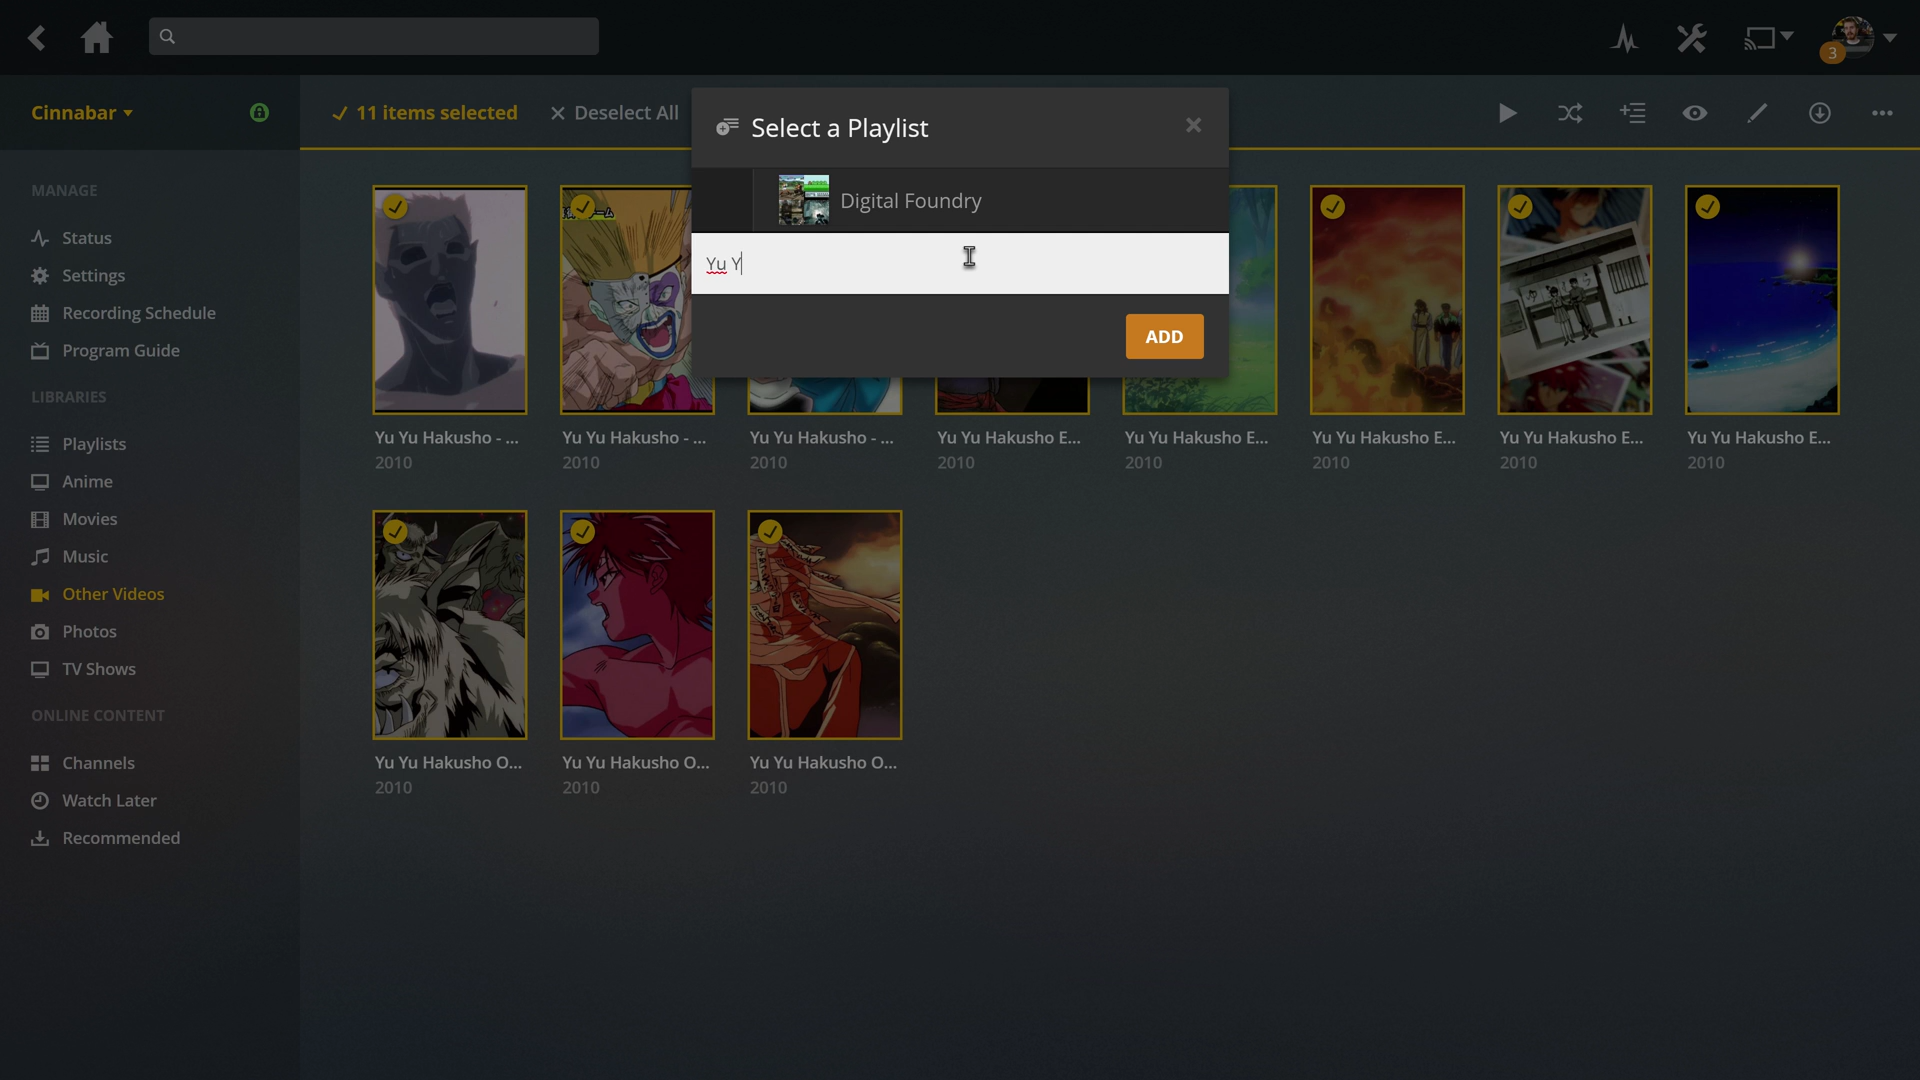 3
Cinnabar
11 items selected
Deselect All
Select a Playlist
Digital Foundry
Yu Y
ADD
MANAGE
Status
Settings
Recording Schedule
Program Guide
LIBRARIES
Playlists
Anime
Movies
Music
Other Videos
Photos
TV Shows
ONLINE CONTENT
Channels
Watch Later
Recommended
Yu Yu Hakusho - ...
2010
Yu Yu Hakusho - ...
2010
Yu Yu Hakusho - ...
2010
Yu Yu Hakusho E...
2010
Yu Yu Hakusho E...
2010
Yu Yu Hakusho E...
2010
Yu Yu Hakusho E...
2010
Yu Yu Hakusho E...
2010
Yu Yu Hakusho O...
2010
Yu Yu Hakusho O...
2010
Yu Yu Hakusho O...
2010